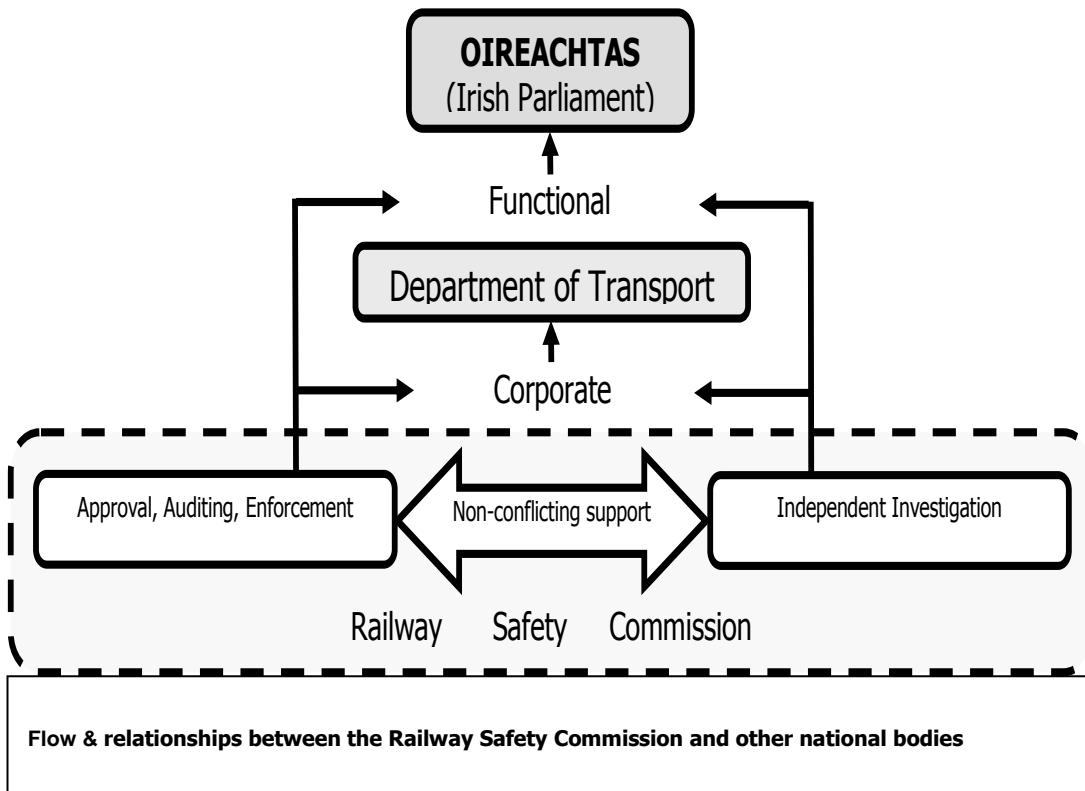 OIREACHTAS
(Irish Parliament)
Functional
Department of Transport
Corporate
Approval, Auditing, Enforcement
Non-conflicting support
Independent Investigation
Railway Safety Commission
Flow & relationships between the Railway Safety Commission and other national bodies